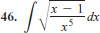 46. ∫ √((x − 1)/x⁵) dx